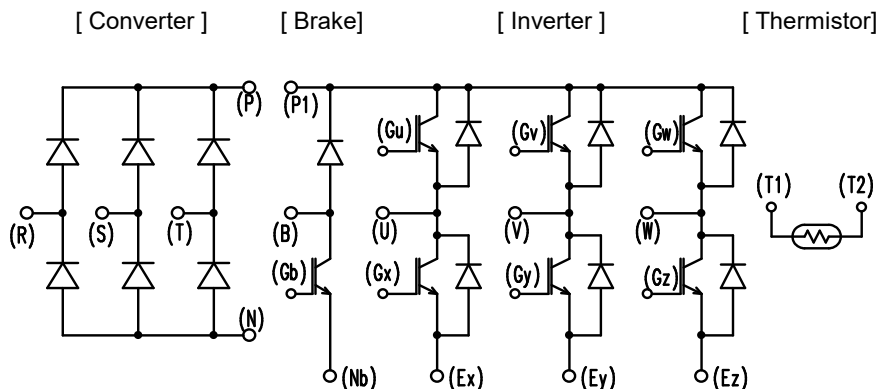 [ Converter ] [ Brake] [ Inverter ] [ Thermistor]
(P) (P1)
(Gu) (Gv) (Gw)
(T1) (T2)
(R) (S) (T) (B) (U) (V) (W)
(Gb) (Gx) (Gy) (Gz)
(N)
(Nb) (Ex) (Ey) (Ez)